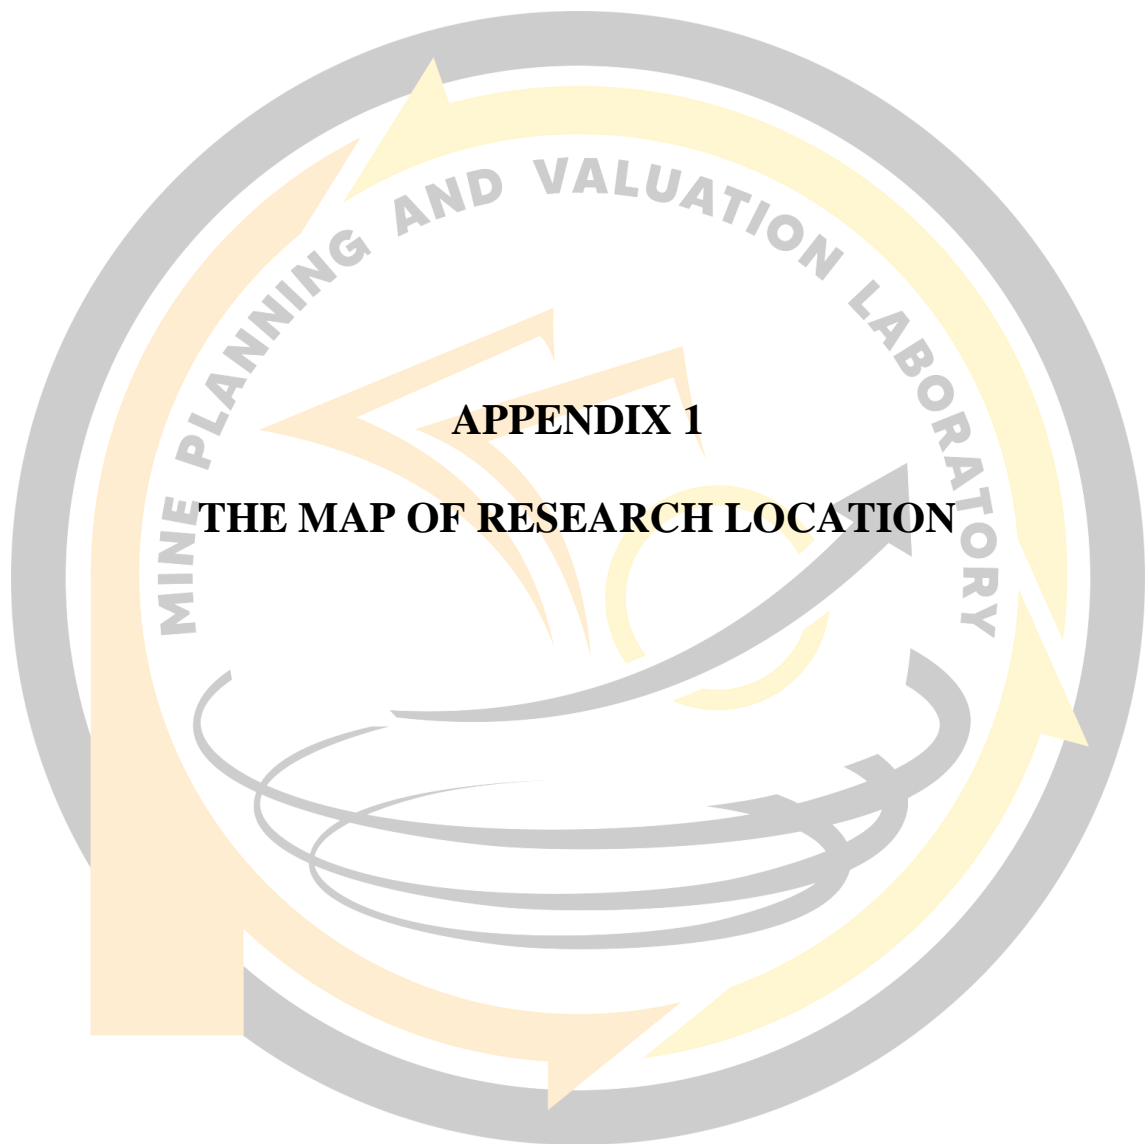 MINE PLANNING AND VALUATION LABORATORY
APPENDIX 1
THE MAP OF RESEARCH LOCATION